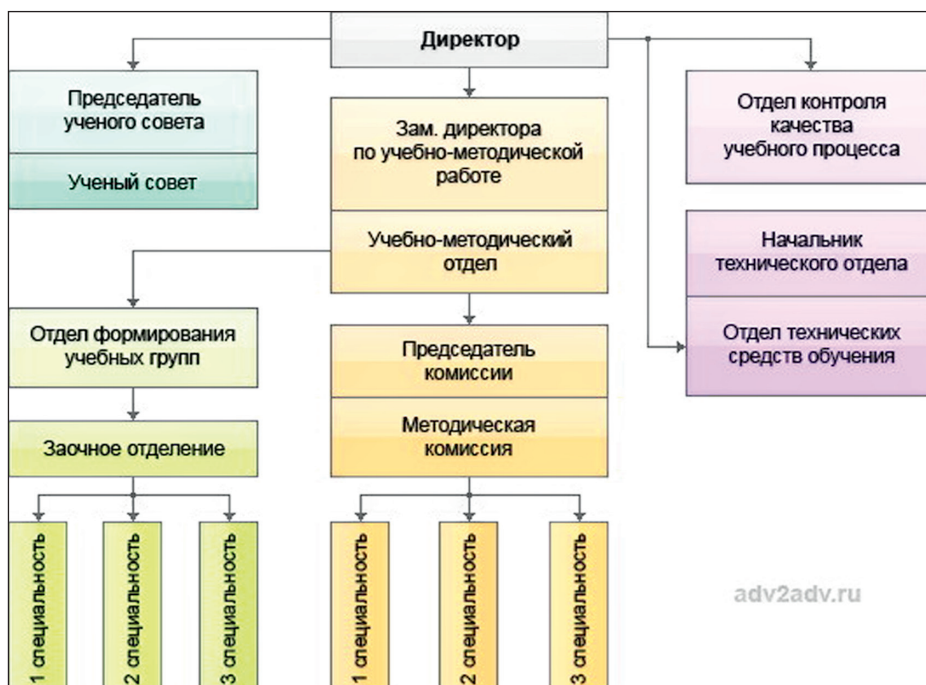 Директор
Председатель
ученого совета
Ученый совет
Зам. директора
по учебно-методической
работе
Учебно-методический
отдел
Отдел контроля
качества
учебного процесса
Начальник
технического отдела
Отдел технических
средств обучения
Отдел формирования
учебных групп
Заочное отделение
1 специальность
2 специальность
3 специальность
Председатель
комиссии
Методическая
комиссия
1 специальность
2 специальность
3 специальность
adv2adv.ru